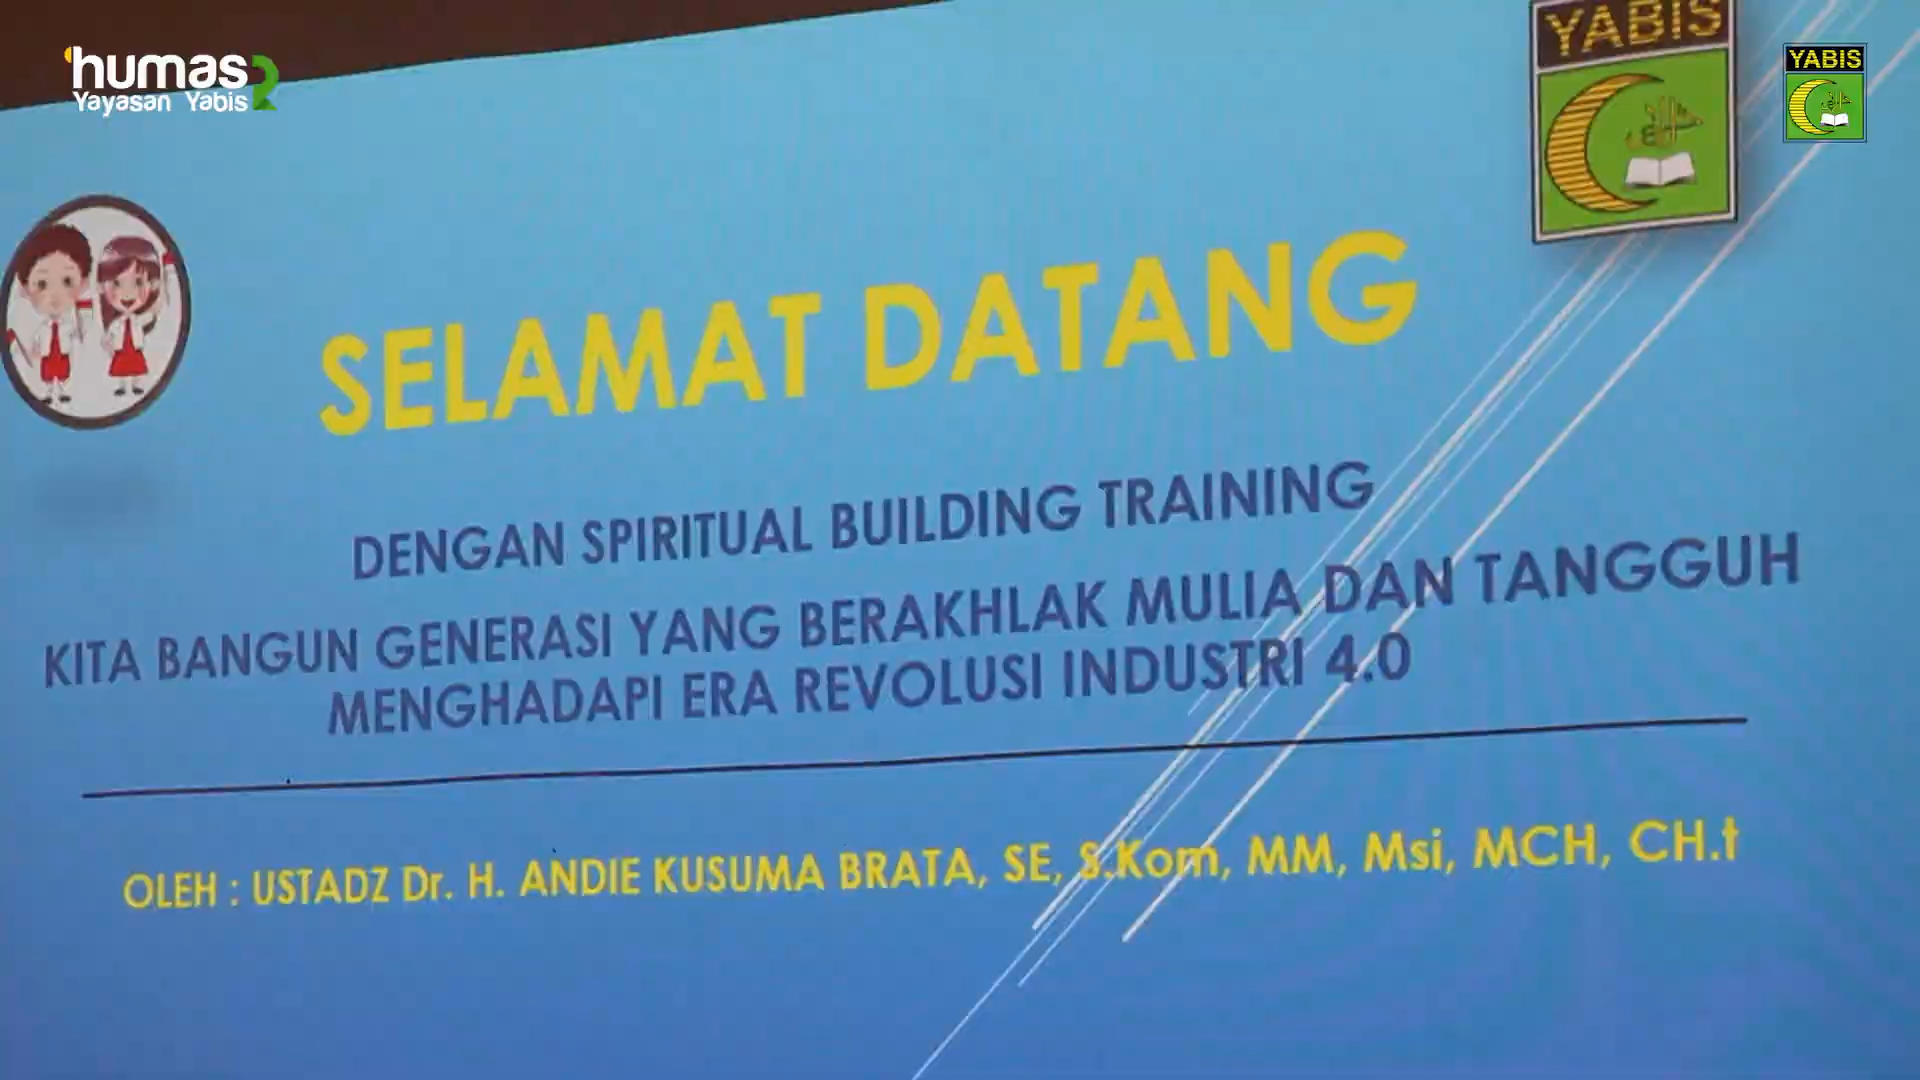 humas
Yayasan Yabis
YABIS
YABIS
SELAMAT DATANG
DENGAN SPIRITUAL BUILDING TRAINING
KITA BANGUN GENERASI YANG BERAKHLAK MULIA DAN TANGGUH
MENGHADAPI ERA REVOLUSI INDUSTRI 4.0
OLEH : USTADZ Dr. H. ANDIE KUSUMA BRATA, SE, S.Kom, MM, Msi, MCH, CH.t